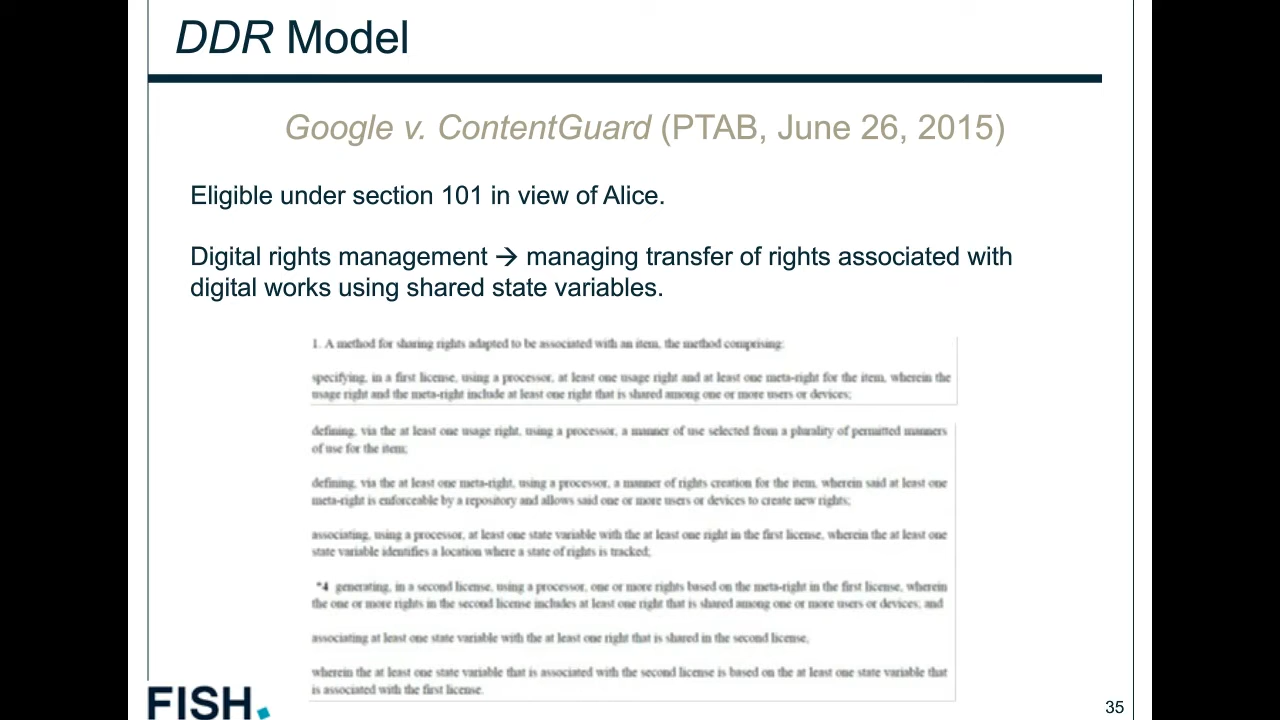 DDR Model
Google v. ContentGuard (PTAB, June 26, 2015)
Eligible under section 101 in view of Alice.
Digital rights management → managing transfer of rights associated with
digital works using shared state variables.
1. A method for sharing rights adapted to be associated with an item, the method comprising:
specifying, in a first license, using a processor, at least one usage right and at least one meta-right for the item, wherein the
usage right and the meta-right include at least one right that is shared among one or more users or devices;
defining, via the at least one usage right, using a processor, a manner of use selected from a plurality of permitted manners
of use for the item;
defining, via the at least one meta-right, using a processor, a manner of rights creation for the item, wherein said at least one
meta-right is enforceable by a repository and allows said one or more users or devices to create new rights;
associating, using a processor, at least one state variable with the at least one right in the first license, wherein the at least one
state variable identifies a location where a state of rights is tracked;
*4 generating, in a second license, using a processor, one or more rights based on the meta-right in the first license, wherein
the one or more rights in the second license includes at least one right that is shared among one or more users or devices; and
associating at least one state variable with the at least one right that is shared in the second license,
wherein the at least one state variable that is associated with the second license is based on the at least one state variable that
is associated with the first license.
FISH.
35